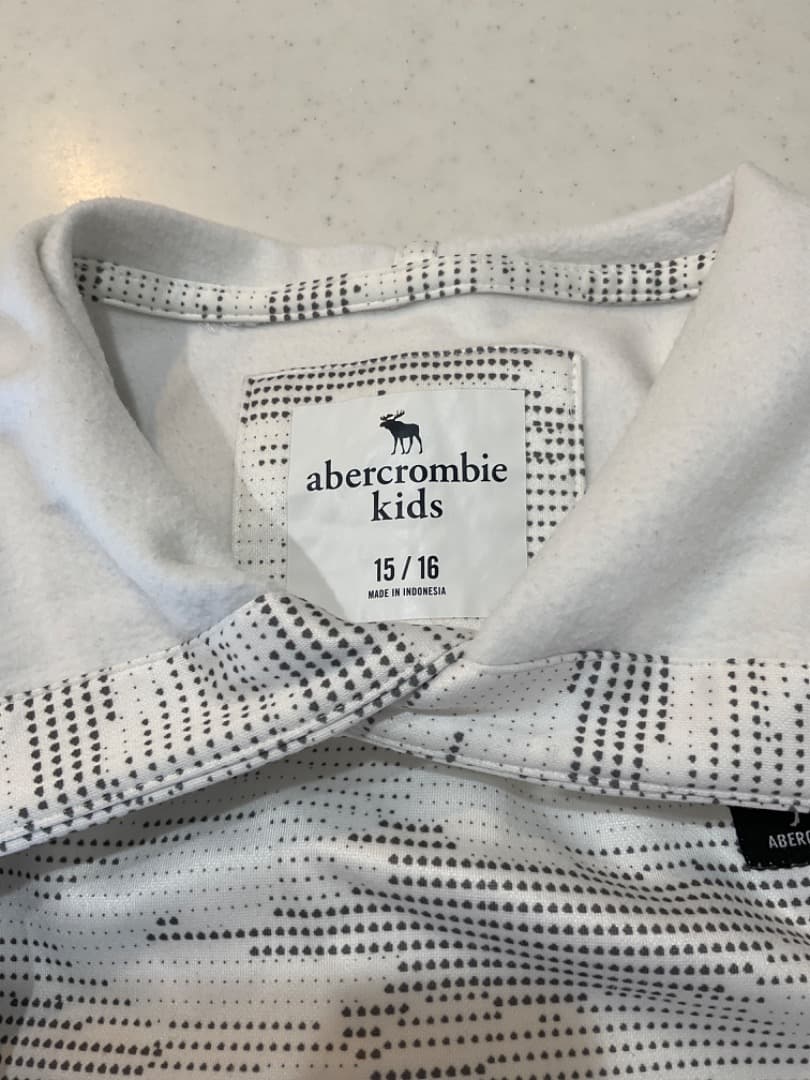 abercrombie
kids
15 / 16
MADE IN INDONESIA